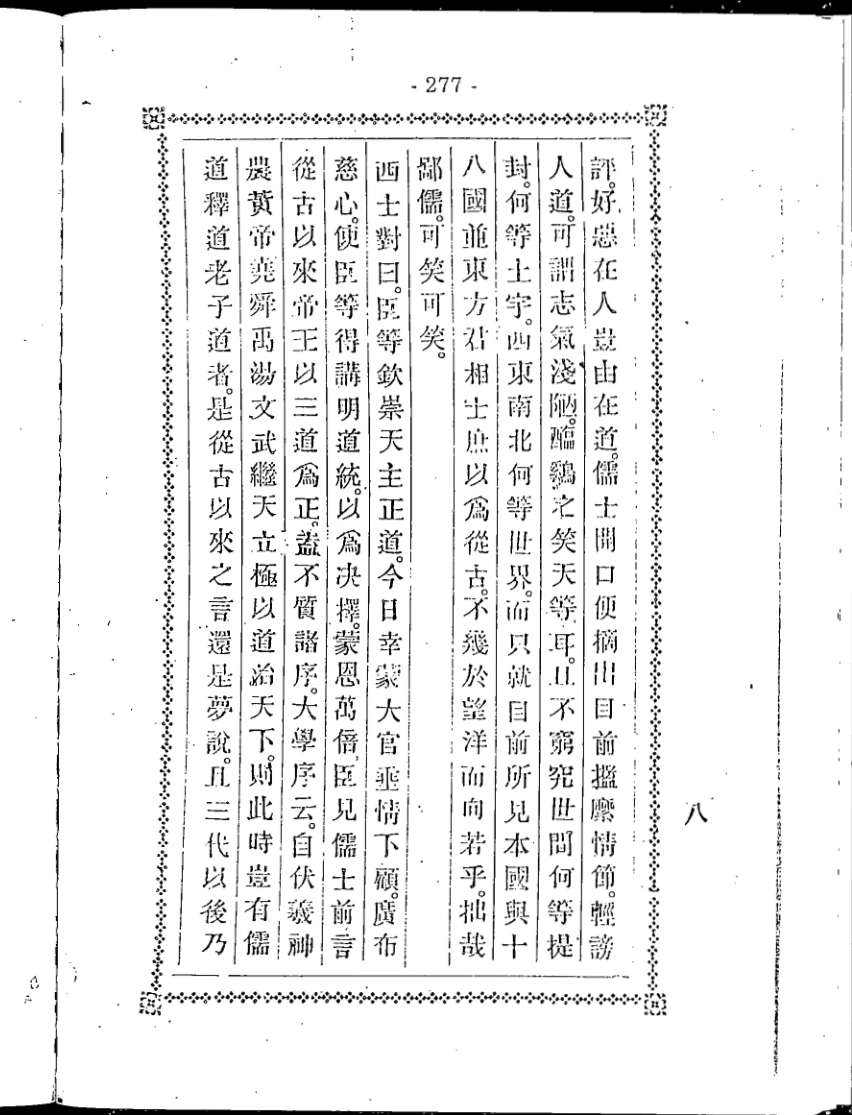 - 277 -
八
評。好惡在人豈由在道。儒士開口便摘出目前搵麽情節。輕謗
人道。可謂志氣淺陋。醯鷄之笑天等耳。且不窮究世間何等提
封。何等土宇。西東南北何等世界。而只就目前所見本國與十
八國並東方君相士庶以爲從古。不幾於望洋而向若乎。拙哉
鄙儒。可笑可笑。
西士對曰。臣等欽崇天主正道。今日幸蒙大官垂情下顧。廣布
慈心。使臣等得講明道統。以爲决擇。蒙恩萬倍臣見儒士前言
從古以來帝王以三道爲正。盍不質諸序。大學序云。自伏羲神
農黃帝堯舜禹湯文武繼天立極以道治天下。則此時豈有儒
道釋道老子道者。是從古以來之言還是夢說。且三代以後乃